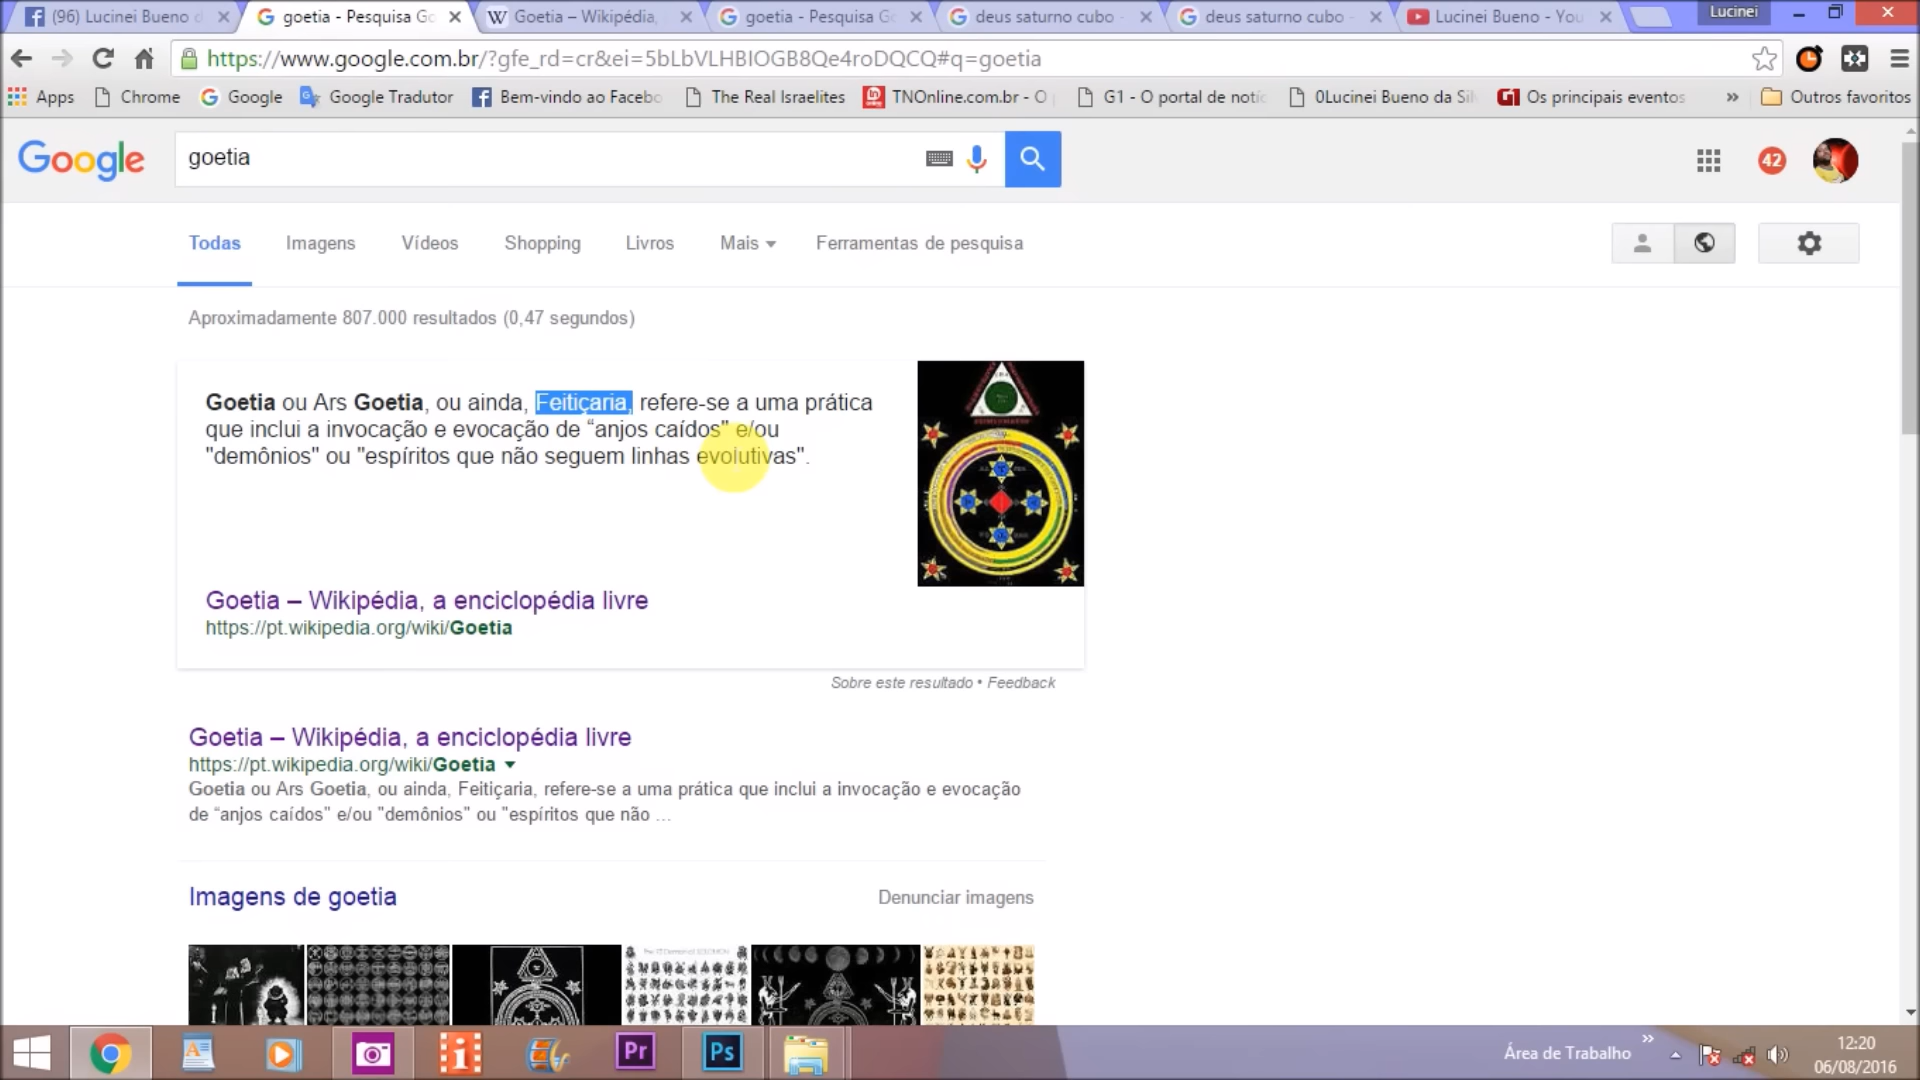 (96) Lucinei Bueno d
goetia - Pesquisa Go
Goetia – Wikipédia,
goetia - Pesquisa Go
deus saturno cubo -
deus saturno cubo -
Lucinei Bueno - You
Lucinei
https://www.google.com.br/?gfe_rd=cr&ei=5bLbVLHBIOGB8Qe4roDQCQ#q=goetia
Apps
Chrome
Google
Google Tradutor
Bem-vindo ao Facebo
The Real Israelites
TNOnline.com.br - O
G1 - O portal de notíc
0Lucinei Bueno da Sil
G1 Os principais eventos
» Outros favoritos
Google
goetia
42
Todas Imagens Vídeos Shopping Livros Mais Ferramentas de pesquisa
Aproximadamente 807.000 resultados (0,47 segundos)
Goetia ou Ars Goetia, ou ainda, Feitiçaria, refere-se a uma prática
que inclui a invocação e evocação de “anjos caídos" e/ou
"demônios" ou "espíritos que não seguem linhas evolutivas".
Goetia – Wikipédia, a enciclopédia livre
https://pt.wikipedia.org/wiki/Goetia
Sobre este resultado • Feedback
Goetia – Wikipédia, a enciclopédia livre
https://pt.wikipedia.org/wiki/Goetia
Goetia ou Ars Goetia, ou ainda, Feitiçaria, refere-se a uma prática que inclui a invocação e evocação
de “anjos caídos" e/ou "demônios" ou "espíritos que não ...
Imagens de goetia
Denunciar imagens
Pr
Ps
Área de Trabalho »
12:20
06/08/2016